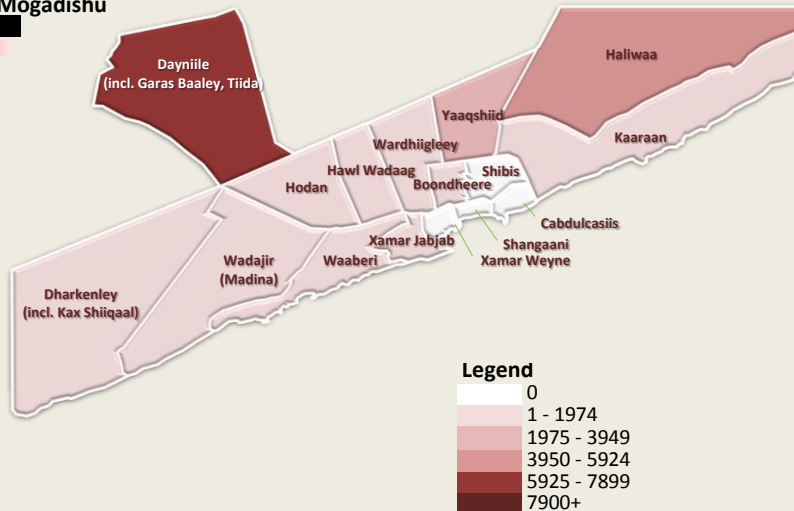 Mogadishu
Dayniile
(incl. Garas Baaley, Tiida)
Haliwaa
Yaaqshiid
Kaaraan
Wardhiigleey
Hawl Wadaag
Shibis
Boondheere
Hodan
Cabdulcasiis
Xamar Jabjab
Shangaani
Xamar Weyne
Wadajir
(Madina)
Waaberi
Dharkenley
(incl. Kax Shiiqaal)
Legend
0
1 - 1974
1975 - 3949
3950 - 5924
5925 - 7899
7900+